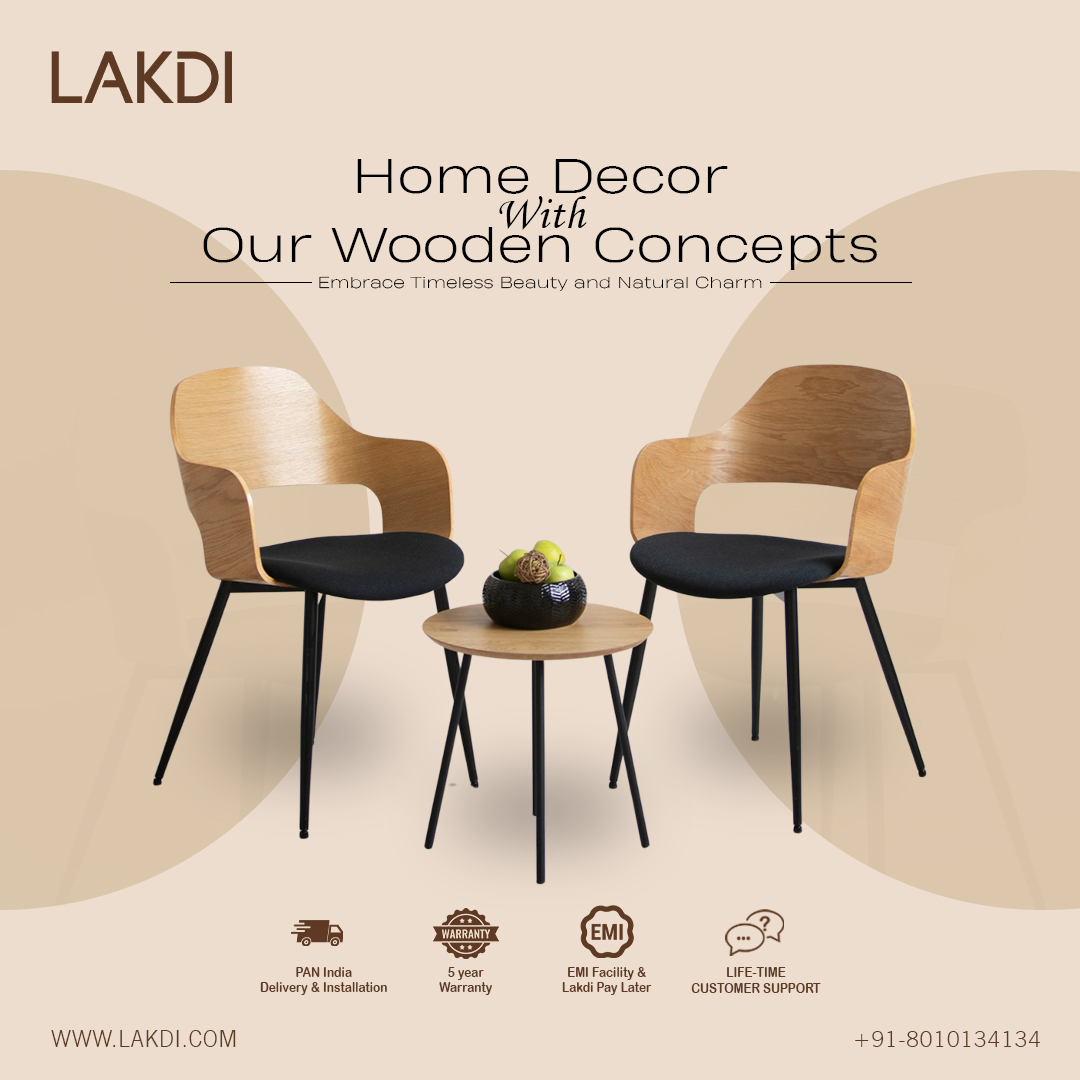 LAKDI
Home Decor
With
Our Wooden Concepts
Embrace Timeless Beauty and Natural Charm
WARRANTY
EMI
?
PAN India
Delivery & Installation
5 year
Warranty
EMI Facility &
Lakdi Pay Later
LIFE-TIME
CUSTOMER SUPPORT
WWW.LAKDI.COM
+91-8010134134